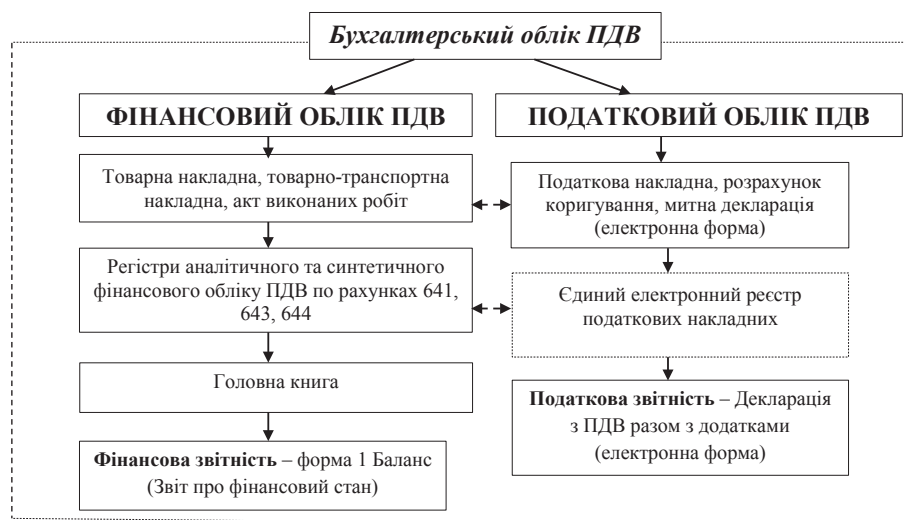 Бухгалтерський облік ПДВ
ФІНАНСОВИЙ ОБЛІК ПДВ
Товарна накладна, товарно-транспортна
накладна, акт виконаних робіт
Регістри аналітичного та синтетичного
фінансового обліку ПДВ по рахунках 641,
643, 644
Головна книга
Фінансова звітність – форма 1 Баланс
(Звіт про фінансовий стан)
ПОДАТКОВИЙ ОБЛІК ПДВ
Податкова накладна, розрахунок
коригування, митна декларація
(електронна форма)
Єдиний електронний реєстр
податкових накладних
Податкова звітність – Декларація
з ПДВ разом з додатками
(електронна форма)